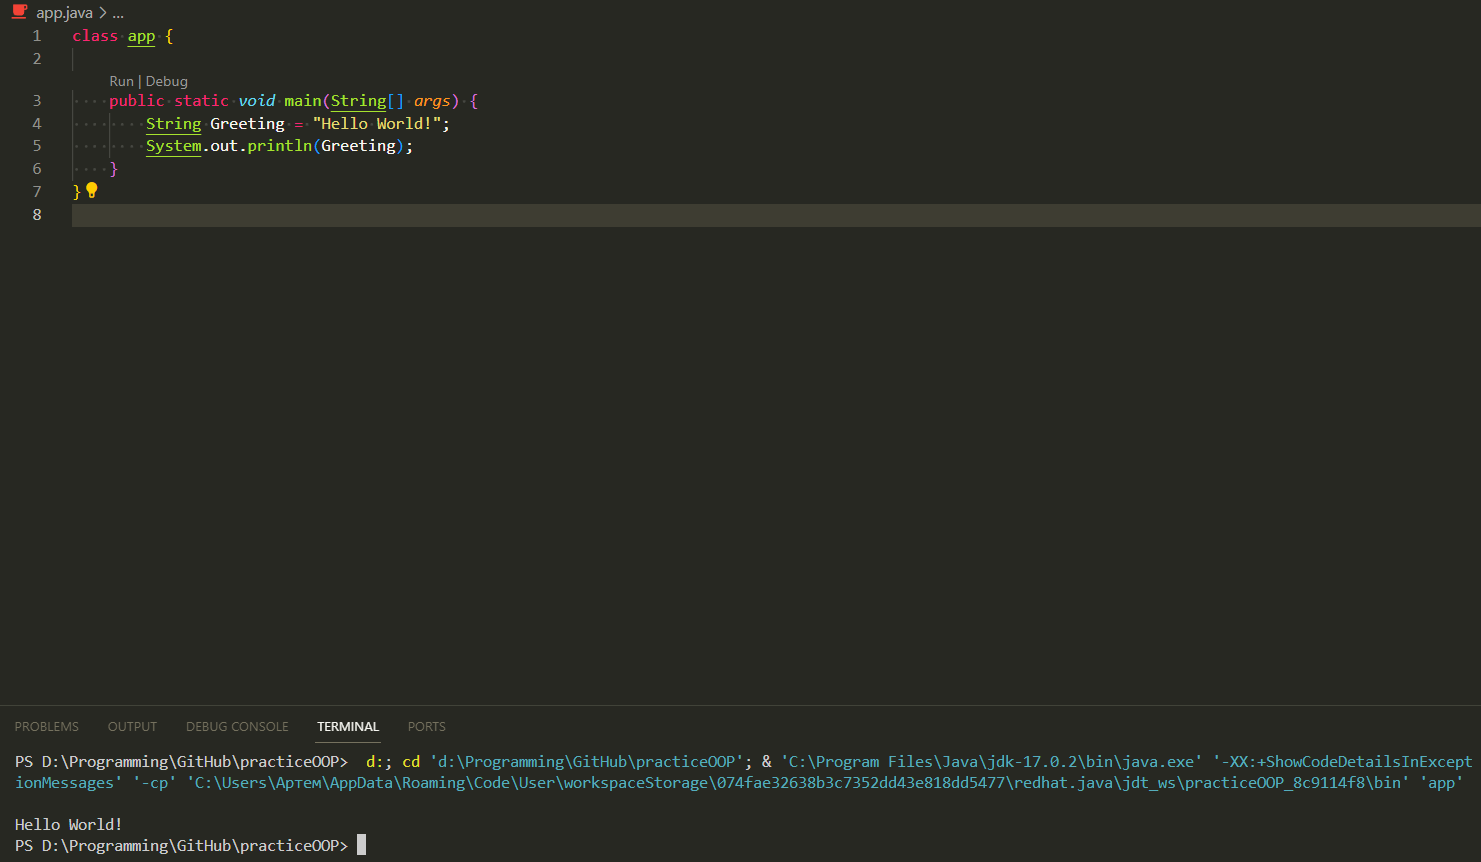 app.java > ...
1 class app {
2
Run | Debug
3 public static void main(String[] args) {
4 String Greeting = "Hello World!";
5 System.out.println(Greeting);
6 }
7 }
8
PROBLEMS OUTPUT DEBUG CONSOLE TERMINAL PORTS
PS D:\Programming\GitHub\practiceOOP>  d:; cd 'd:\Programming\GitHub\practiceOOP'; & 'C:\Program Files\Java\jdk-17.0.2\bin\java.exe' '-XX:+ShowCodeDetailsInExcept
ionMessages' '-cp' 'C:\Users\Артем\AppData\Roaming\Code\User\workspaceStorage\074fae32638b3c7352dd43e818dd5477\redhat.java\jdt_ws\practiceOOP_8c9114f8\bin' 'app'
Hello World!
PS D:\Programming\GitHub\practiceOOP>